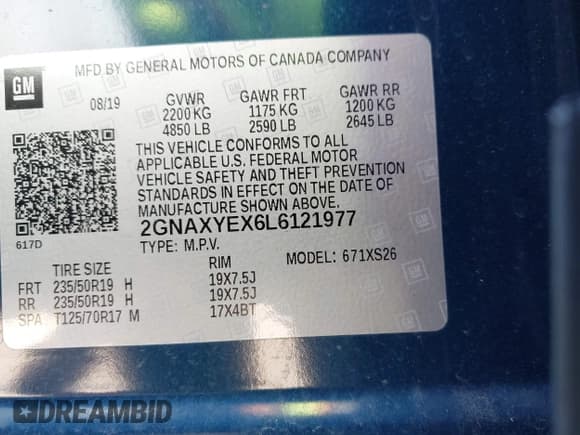 MFD BY GENERAL MOTORS OF CANADA COMPANY
GM
08/19 GVWR GAWR FRT GAWR RR
2200 KG 1175 KG 1200 KG
4850 LB 2590 LB 2645 LB
THIS VEHICLE CONFORMS TO ALL
APPLICABLE U.S. FEDERAL MOTOR
VEHICLE SAFETY AND THEFT PREVENTION
STANDARDS IN EFFECT ON THE DATE OF
MANUFACTURE SHOWN ABOVE.
617D
2GNAXYEX6L6121977
TYPE: M.P.V. MODEL: 671XS26
TIRE SIZE RIM
FRT 235/50R19 H 19X7.5J
RR 235/50R19 H 19X7.5J
SPA T125/70R17 M 17X4BT
DREAMBID